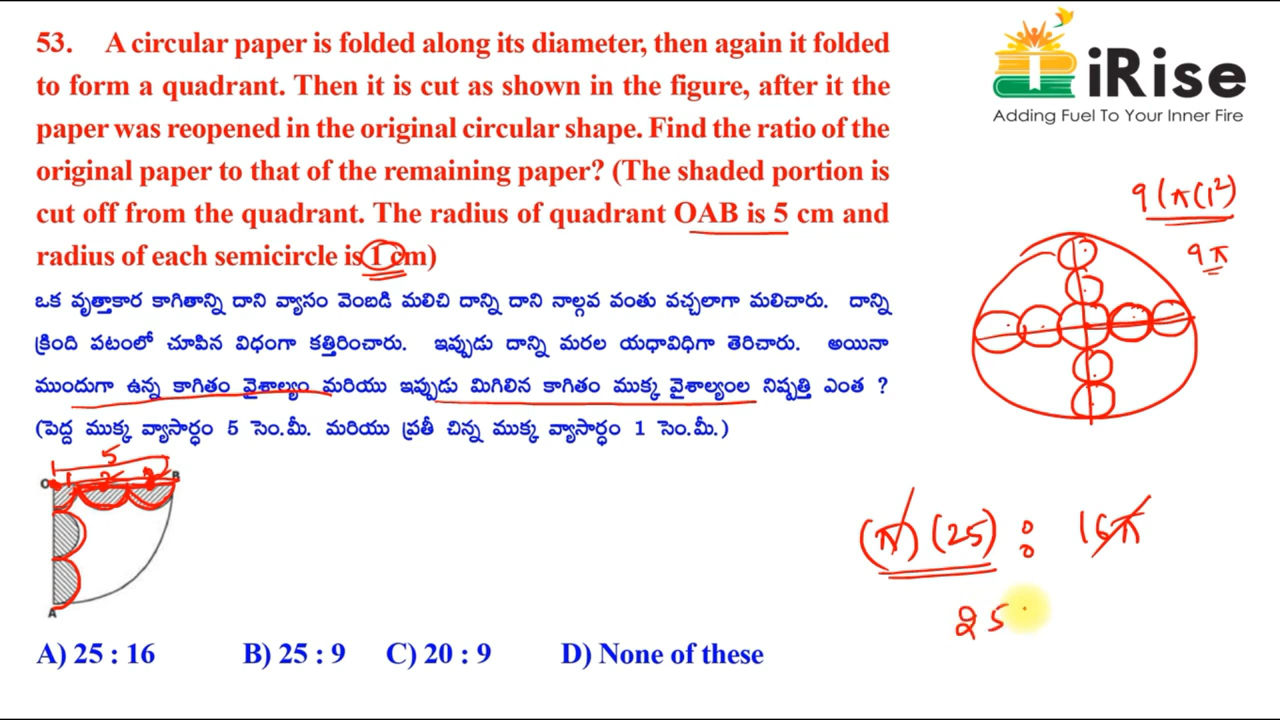 53. A circular paper is folded along its diameter, then again it folded
to form a quadrant. Then it is cut as shown in the figure, after it the
paper was reopened in the original circular shape. Find the ratio of the
original paper to that of the remaining paper? (The shaded portion is
cut off from the quadrant. The radius of quadrant OAB is 5 cm and
radius of each semicircle is 1 cm)
ఒక వృత్తాకార కాగితాన్ని దాని వ్యాసం వెంబడి మలిచి దాన్ని దాని నాల్గవ వంతు వచ్చలాగా మలిచారు. దాన్ని
క్రింది పటంలో చూపిన విధంగా కత్తిరించారు. ఇప్పుడు దాన్ని మరల యధావిధిగా తెరిచారు. అయినా
ముందుగా ఉన్న కాగితం వైశాల్యం మరియు ఇప్పుడు మిగిలిన కాగితం ముక్క వైశాల్యంల నిష్పత్తి ఎంత ?
(పెద్ద ముక్క వ్యాసార్ధం 5 సెం.మీ. మరియు ప్రతీ చిన్న ముక్క వ్యాసార్ధం 1 సెం.మీ.)
5
O 1 2 2 B
A
A) 25 : 16 B) 25 : 9 C) 20 : 9 D) None of these
iRise
Adding Fuel To Your Inner Fire
9(π(1²)
9π
(π)(25) : 16π
25